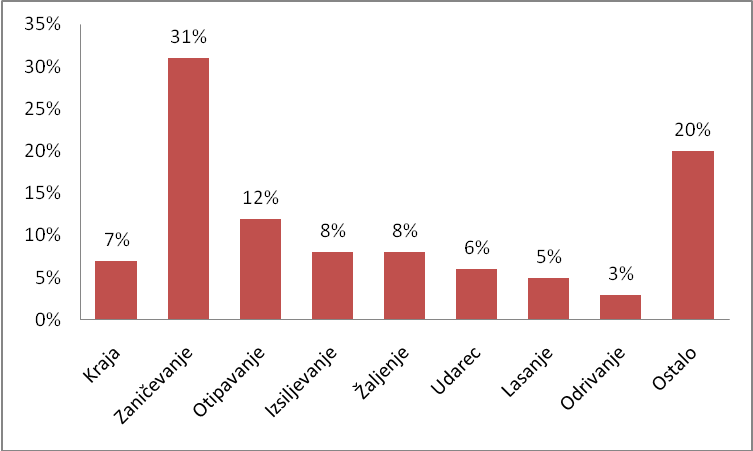 35%
30%
25%
20%
15%
10%
5%
0%
7%
31%
12%
8%
8%
6%
5%
3%
20%
Kraja
Zaničevanje
Otipavanje
Izsiljevanje
Žaljenje
Udarec
Lasanje
Odrivanje
Ostalo